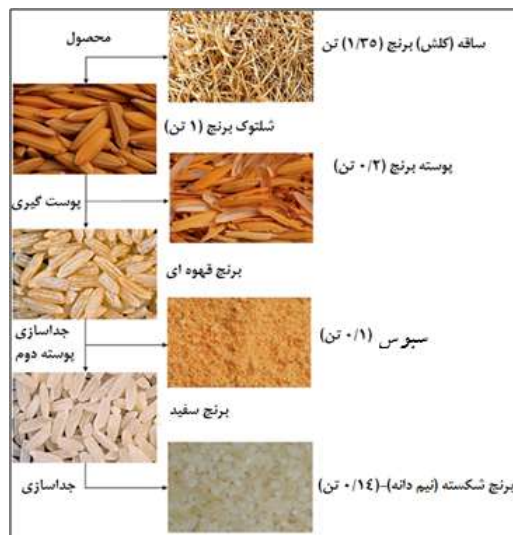 محصول
ساقه (کلش) برنج (۱/۳۵) تن
شلتوک برنج (۱ تن)
پوسته برنج (۰/۲ تن)
پوست گیری
برنج قهوه ای
جداسازی
پوسته دوم
سبوس (۰/۱ تن)
برنج سفید
جداسازی
برنج شکسته (نیم دانه)-(۰/۱۴ تن)